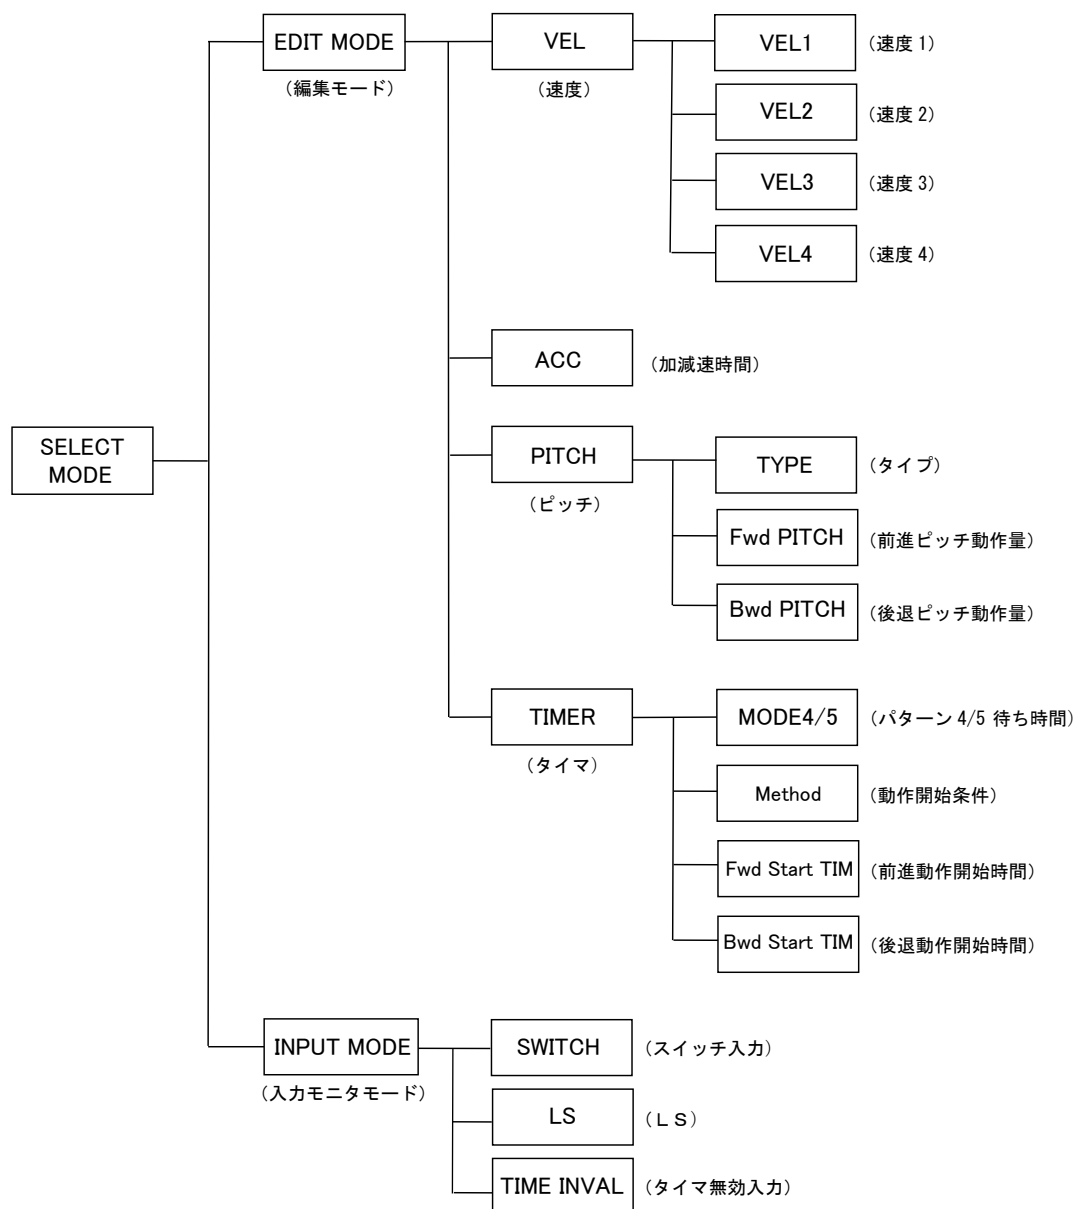 EDIT MODE
(編集モード)
VEL
(速度)
VEL1
(速度 1)
VEL2
(速度 2)
VEL3
(速度 3)
VEL4
(速度 4)
ACC
(加減速時間)
SELECT
MODE
PITCH
(ピッチ)
TYPE
(タイプ)
Fwd PITCH
(前進ピッチ動作量)
Bwd PITCH
(後退ピッチ動作量)
TIMER
(タイマ)
MODE4/5
(パターン 4/5 待ち時間)
Method
(動作開始条件)
Fwd Start TIM
(前進動作開始時間)
Bwd Start TIM
(後退動作開始時間)
INPUT MODE
(入力モニタモード)
SWITCH
(スイッチ入力)
LS
(LS)
TIME INVAL
(タイマ無効入力)